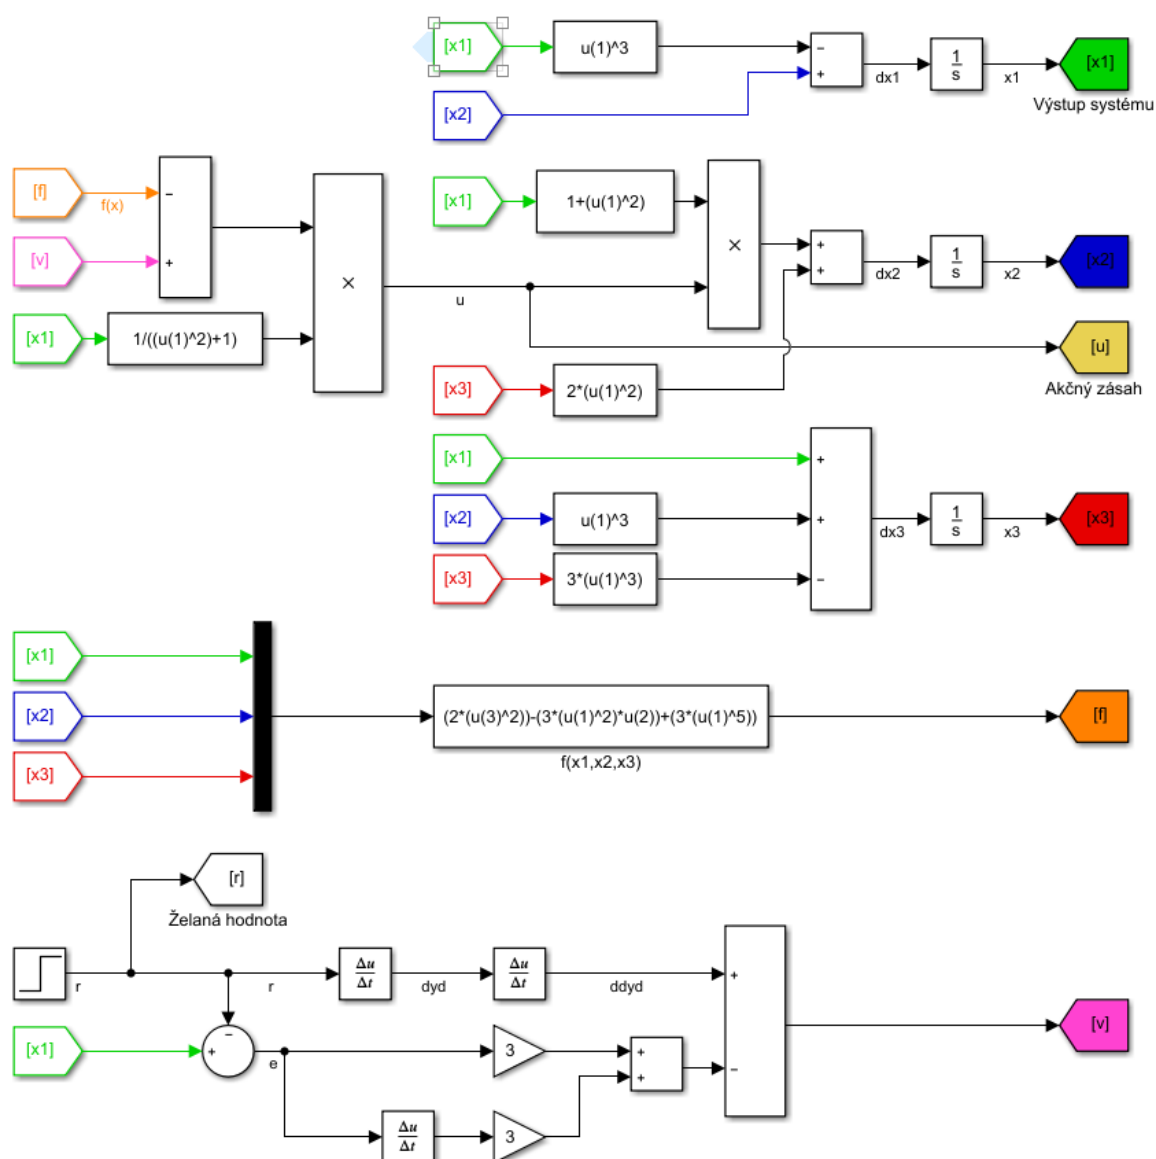 [x1]
u(1)^3
−
+
dx1
1
s
x1
[x1]
Výstup systému
[x2]
[f]
f(x)
−
[v]
+
[x1]
1/((u(1)^2)+1)
×
u
[x1]
1+(u(1)^2)
×
+
+
dx2
1
s
x2
[x2]
[u]
Akčný zásah
[x3]
2*(u(1)^2)
[x1]
+
[x2]
u(1)^3
+
dx3
1
s
x3
[x3]
[x3]
3*(u(1)^3)
−
[x1]
[x2]
[x3]
(2*(u(3)^2))-(3*(u(1)^2)*u(2))+(3*(u(1)^5))
f(x1,x2,x3)
[f]
[r]
Želaná hodnota
r
r
Δu
Δt
dyd
Δu
Δt
ddyd
+
[v]
[x1]
+
−
e
3
+
+
−
Δu
Δt
3